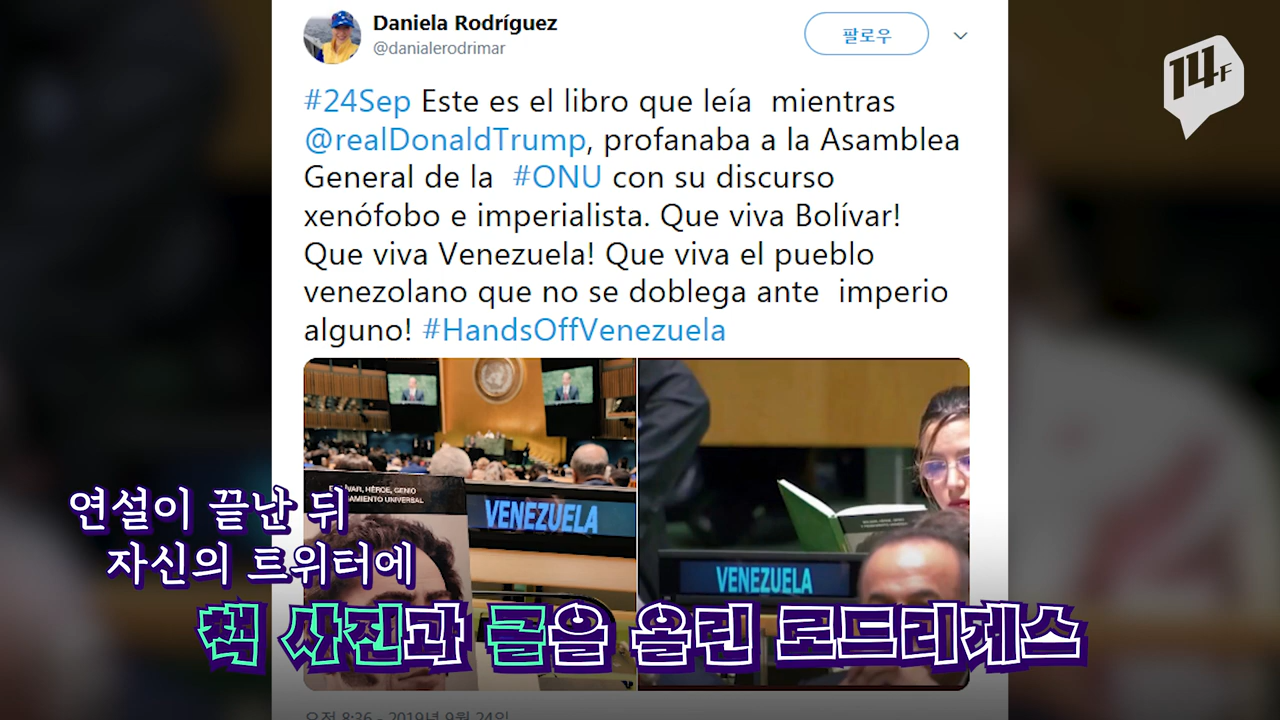 Daniela Rodríguez
@danialerodrimar
팔로우
14F
#24Sep Este es el libro que leía mientras
@realDonaldTrump, profanaba a la Asamblea
General de la #ONU con su discurso
xenófobo e imperialista. Que viva Bolívar!
Que viva Venezuela! Que viva el pueblo
venezolano que no se doblega ante imperio
alguno! #HandsOffVenezuela
BOLÍVAR, HÉROE, GENIO
VENEZUELA
VENEZUELA
연설이 끝난 뒤
자신의 트위터에
책 사진과 글을 올린 로드리게스